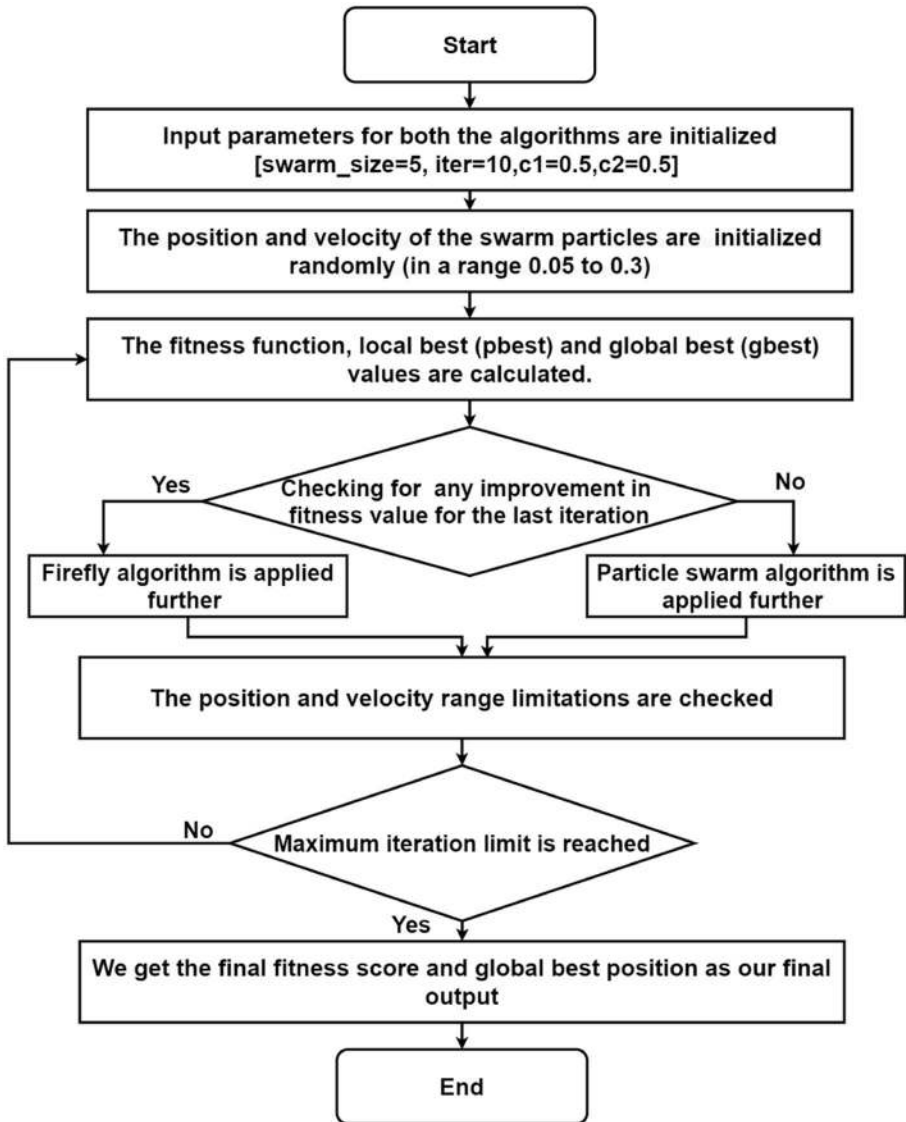 Start
Input parameters for both the algorithms are initialized
[swarm_size=5, iter=10,c1=0.5,c2=0.5]
The position and velocity of the swarm particles are initialized
randomly (in a range 0.05 to 0.3)
The fitness function, local best (pbest) and global best (gbest)
values are calculated.
Yes
No
Checking for any improvement in
fitness value for the last iteration
Firefly algorithm is applied
further
Particle swarm algorithm is
applied further
The position and velocity range limitations are checked
No
Maximum iteration limit is reached
Yes
We get the final fitness score and global best position as our final
output
End